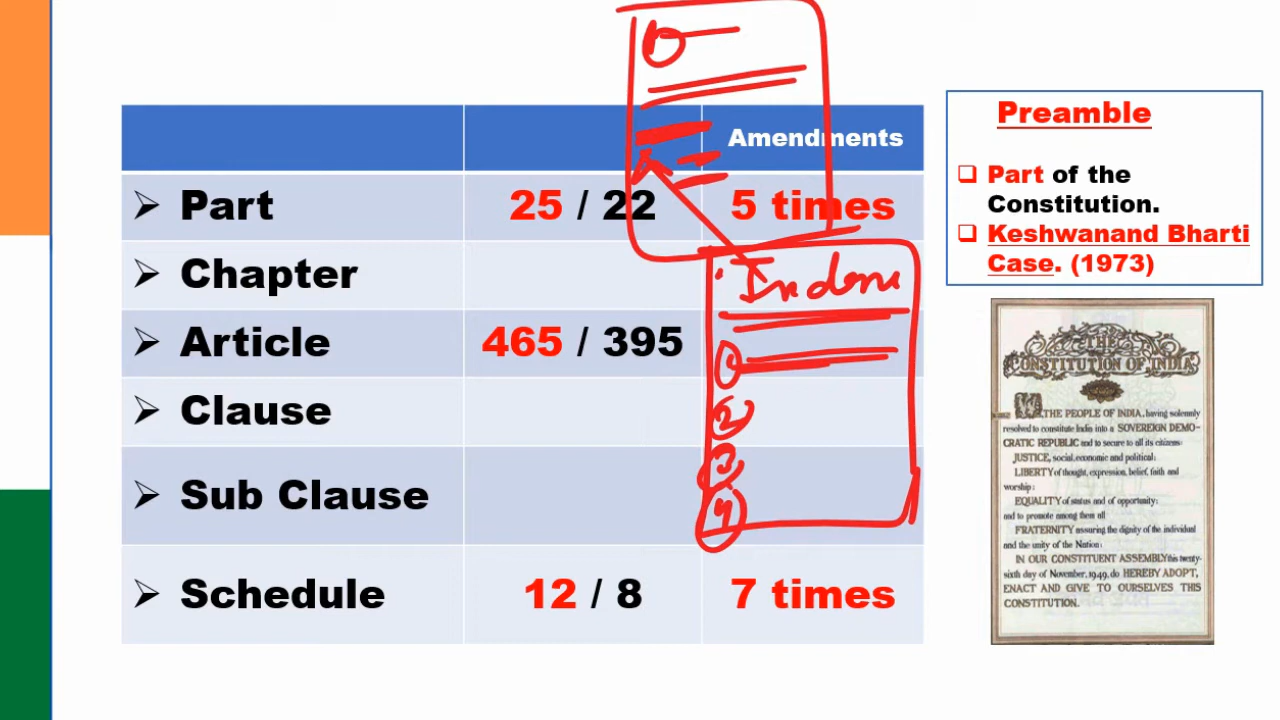 Amendments
Part 25 / 22 5 times
Chapter
Article 465 / 395
Clause
Sub Clause
Schedule 12 / 8 7 times
Preamble
Part of the
Constitution.
Keshwanand Bharti
Case. (1973)
THE
CONSTITUTION OF INDIA
WE, THE PEOPLE OF INDIA, having solemnly
resolved to constitute India into a SOVEREIGN DEMO-
CRATIC REPUBLIC and to secure to all its citizens:
JUSTICE, social, economic and political;
LIBERTY of thought, expression, belief, faith and
worship;
EQUALITY of status and of opportunity;
and to promote among them all
FRATERNITY assuring the dignity of the individual
and the unity of the Nation;
IN OUR CONSTITUENT ASSEMBLY this twenty-
sixth day of November, 1949, do HEREBY ADOPT,
ENACT AND GIVE TO OURSELVES THIS
CONSTITUTION.
1
2
3
4